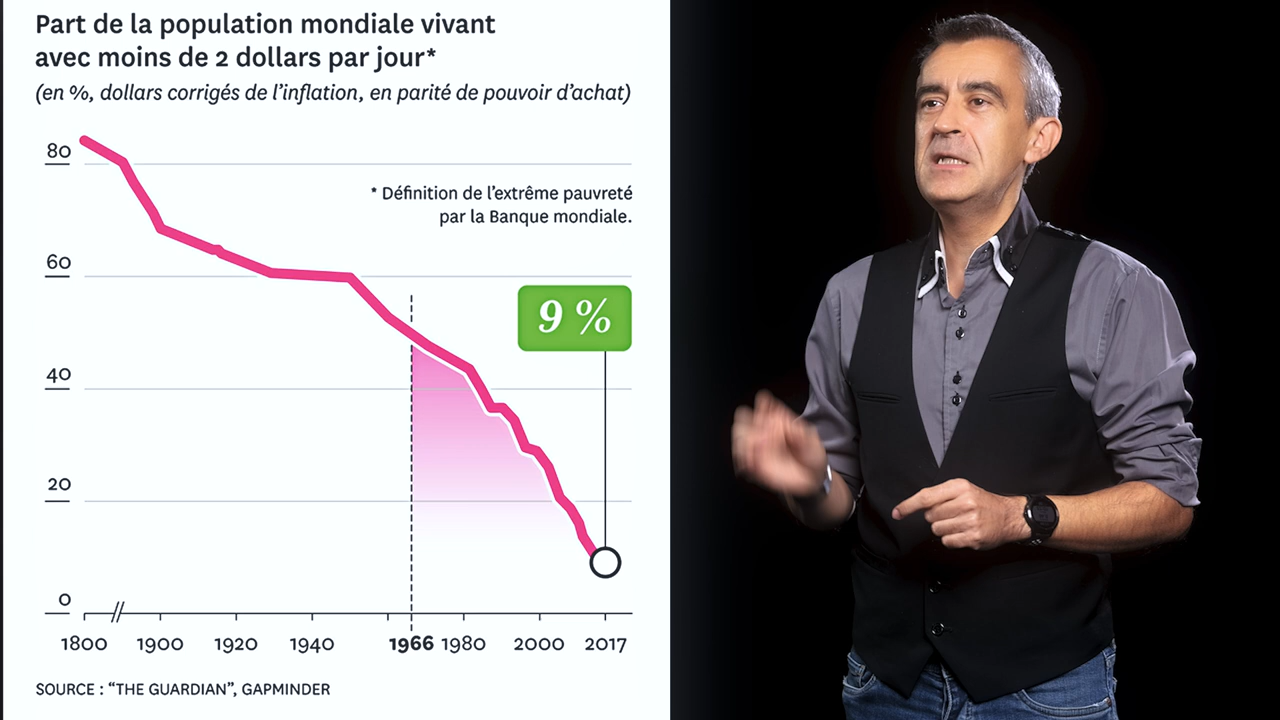 Part de la population mondiale vivant
avec moins de 2 dollars par jour*
(en %, dollars corrigés de l'inflation, en parité de pouvoir d'achat)
80
* Définition de l'extrême pauvreté
par la Banque mondiale.
60
9 %
40
20
0
1800 1900 1920 1940 1966 1980 2000 2017
SOURCE : "THE GUARDIAN", GAPMINDER